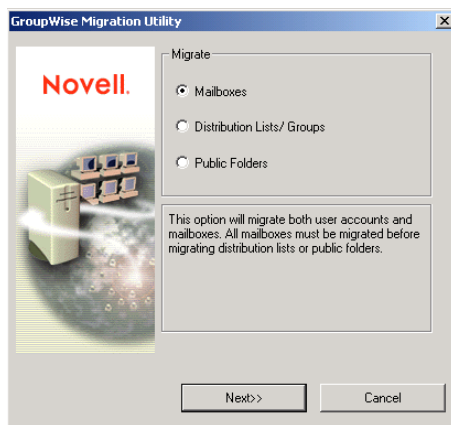 GroupWise Migration Utility
Novell.
Migrate
Mailboxes
Distribution Lists/ Groups
Public Folders
This option will migrate both user accounts and
mailboxes. All mailboxes must be migrated before
migrating distribution lists or public folders.
Next>>
Cancel